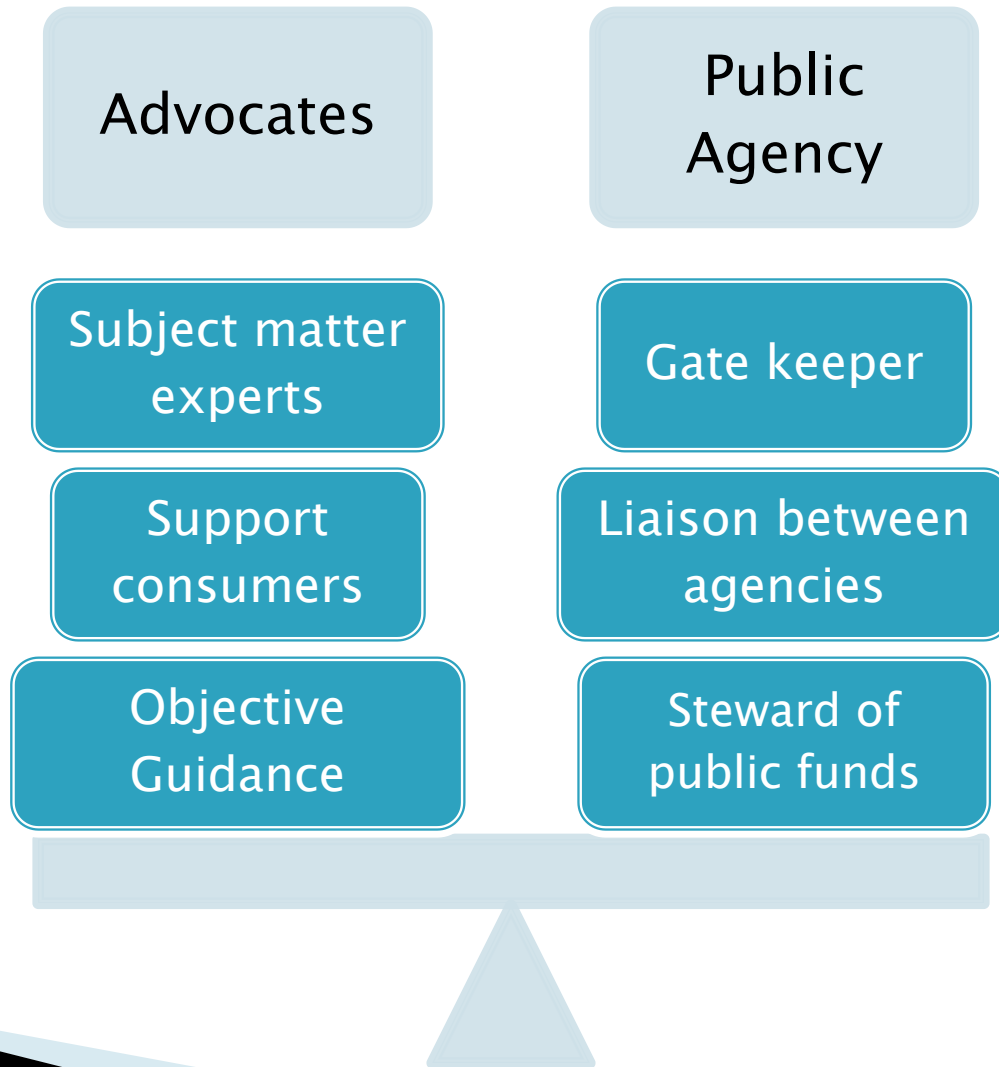 Advocates
Subject matter
experts
Support
consumers
Objective
Guidance
Public
Agency
Gate keeper
Liaison between
agencies
Steward of
public funds